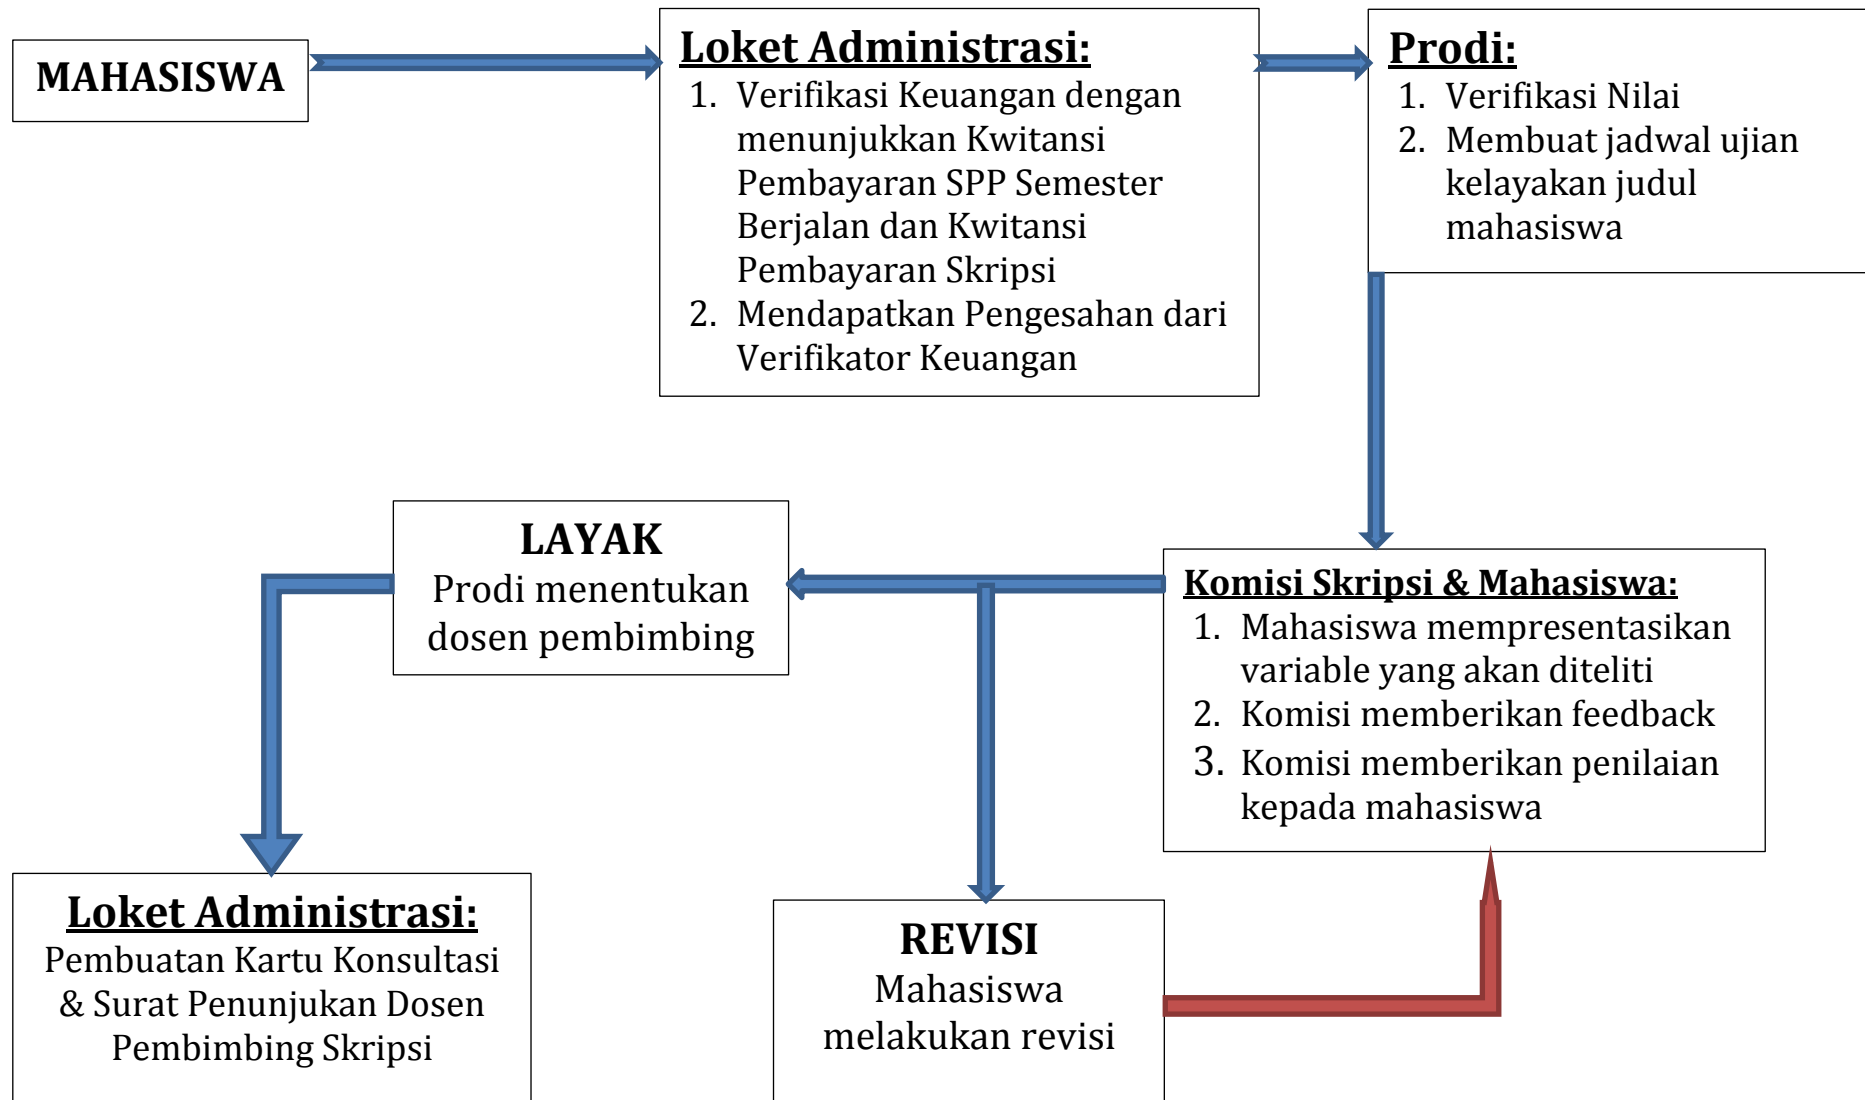 MAHASISWA
Loket Administrasi:
1. Verifikasi Keuangan dengan
menunjukkan Kwitansi
Pembayaran SPP Semester
Berjalan dan Kwitansi
Pembayaran Skripsi
2. Mendapatkan Pengesahan dari
Verifikator Keuangan
Prodi:
1. Verifikasi Nilai
2. Membuat jadwal ujian
kelayakan judul
mahasiswa
LAYAK
Prodi menentukan
dosen pembimbing
Komisi Skripsi & Mahasiswa:
1. Mahasiswa mempresentasikan
variable yang akan diteliti
2. Komisi memberikan feedback
3. Komisi memberikan penilaian
kepada mahasiswa
Loket Administrasi:
Pembuatan Kartu Konsultasi
& Surat Penunjukan Dosen
Pembimbing Skripsi
REVISI
Mahasiswa
melakukan revisi